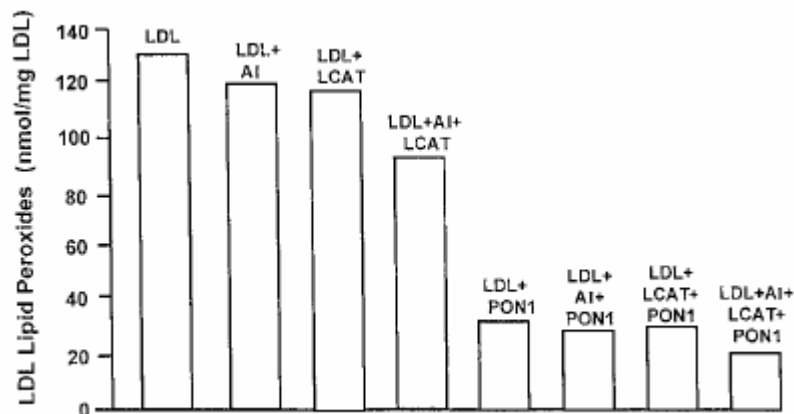 LDL Lipid Peroxides (nmol/mg LDL)
140
120
100
80
60
40
20
0
LDL
LDL+
AI
LDL+
LCAT
LDL+AI+
LCAT
LDL+
PON1
LDL+
AI+
PON1
LDL+
LCAT+
PON1
LDL+AI+
LCAT+
PON1